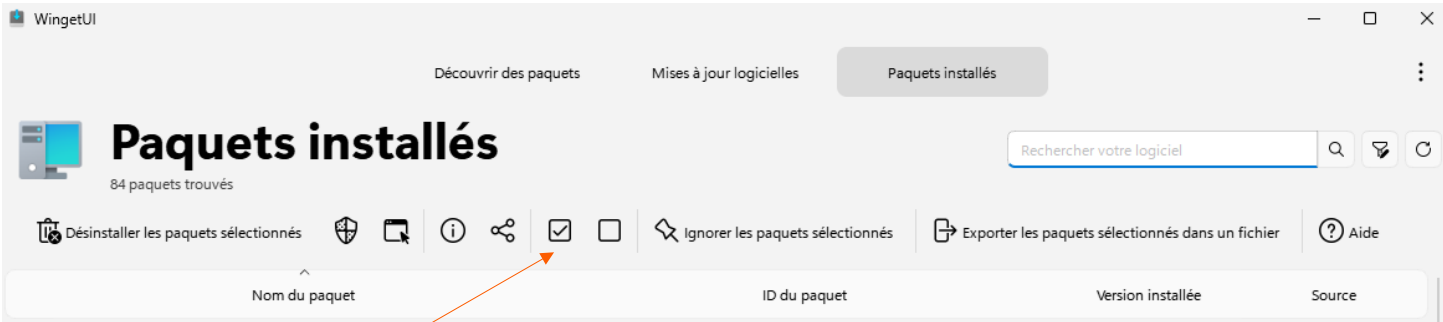 WingetUI
Découvrir des paquets Mises à jour logicielles Paquets installés
Paquets installés
84 paquets trouvés
Rechercher votre logiciel
Désinstaller les paquets sélectionnés Ignorer les paquets sélectionnés Exporter les paquets sélectionnés dans un fichier Aide
Nom du paquet ID du paquet Version installée Source